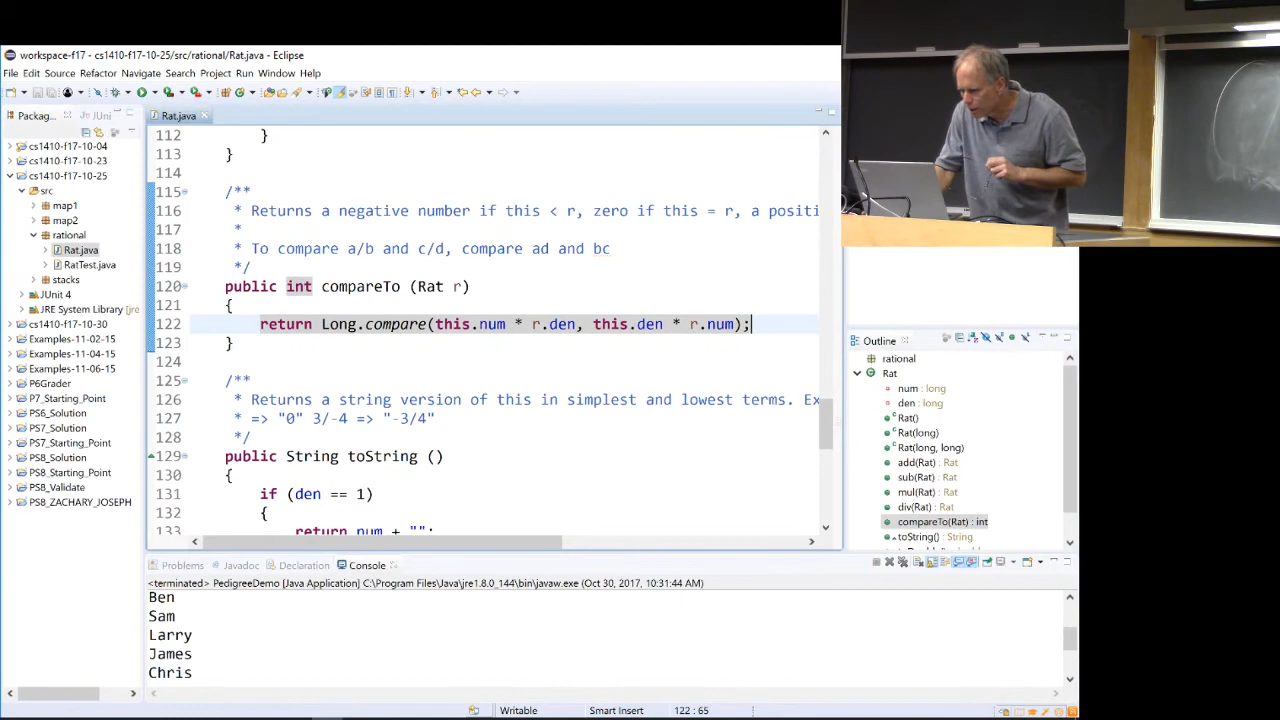 workspace-f17 - cs1410-f17-10-25/src/rational/Rat.java - Eclipse
File Edit Source Refactor Navigate Search Project Run Window Help
Packag...
JUni
Rat.java
cs1410-f17-10-04
cs1410-f17-10-23
cs1410-f17-10-25
src
map1
map2
rational
Rat.java
RatTest.java
stacks
JUnit 4
JRE System Library [jre
cs1410-f17-10-30
Examples-11-02-15
Examples-11-04-15
Examples-11-06-15
P6Grader
P7_Starting_Point
PS6_Solution
PS7_Solution
PS7_Starting_Point
PS8_Solution
PS8_Starting_Point
PS8_Validate
PS8_ZACHARY_JOSEPH
112 }
113 }
114
115 /**
116 * Returns a negative number if this < r, zero if this = r, a positi
117 *
118 * To compare a/b and c/d, compare ad and bc
119 */
120 public int compareTo (Rat r)
121 {
122 return Long.compare(this.num * r.den, this.den * r.num);
123 }
124
125 /**
126 * Returns a string version of this in simplest and lowest terms. Ex
127 * => "0" 3/-4 => "-3/4"
128 */
129 public String toString ()
130 {
131 if (den == 1)
132 {
133 return num + "";
Outline
rational
Rat
num : long
den : long
Rat()
Rat(long)
Rat(long, long)
add(Rat) : Rat
sub(Rat) : Rat
mul(Rat) : Rat
div(Rat) : Rat
compareTo(Rat) : int
toString() : String
Problems
Javadoc
Declaration
Console
<terminated> PedigreeDemo [Java Application] C:\Program Files\Java\jre1.8.0_144\bin\javaw.exe (Oct 30, 2017, 10:31:44 AM)
Ben
Sam
Larry
James
Chris
Writable
Smart Insert
122 : 65